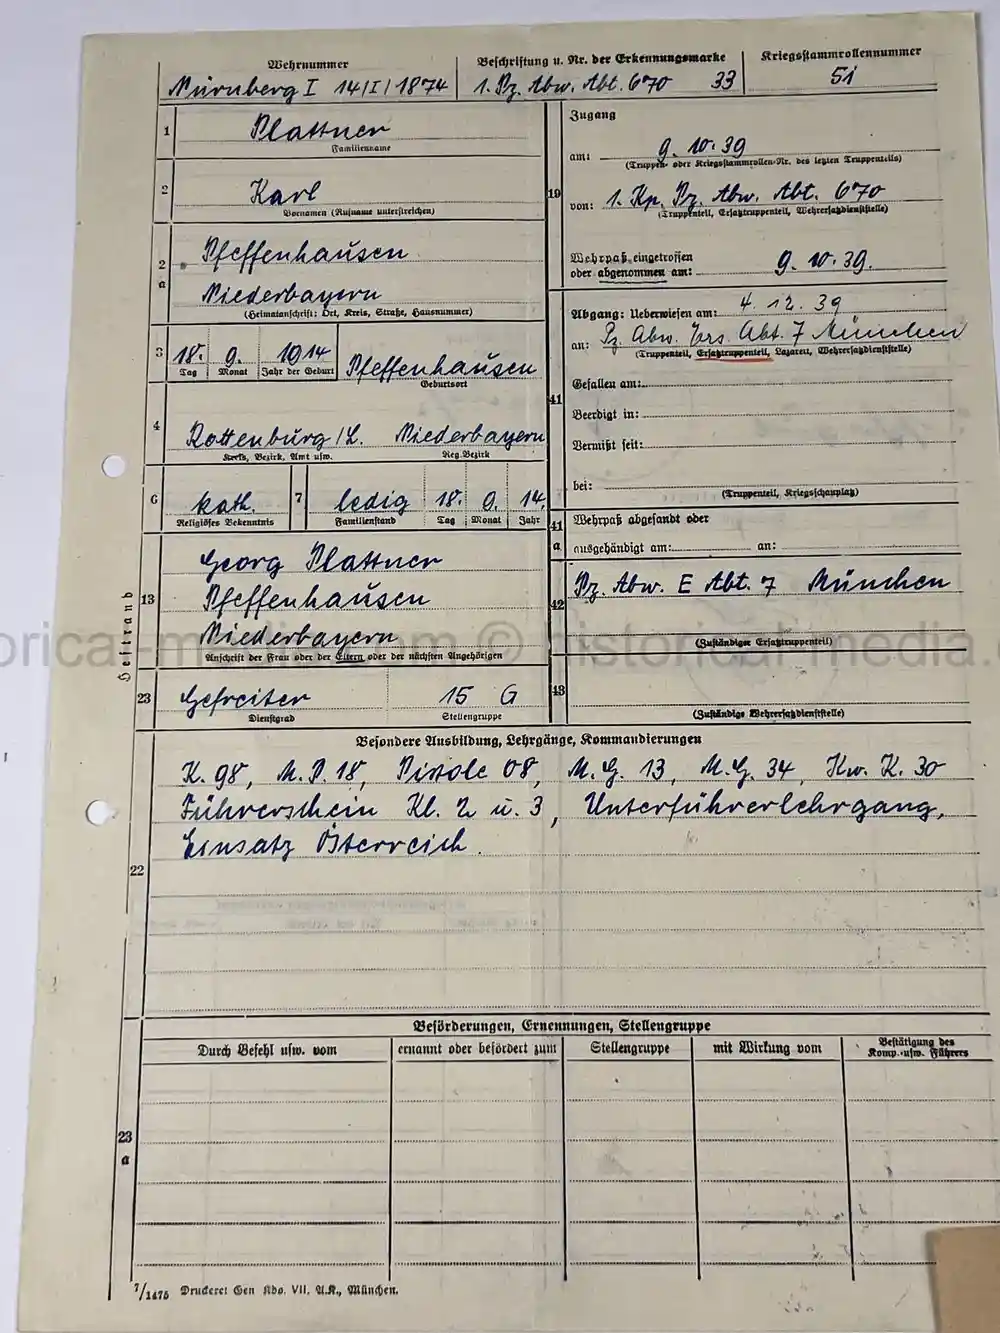 Wehrnummer
Nürnberg I 14/I/1874
Beschriftung u. Nr. der Erkennungsmarke
1. Pz. Abw. Abt. 670 33
Kriegsstammrollennummer
51
1
Plattner
Familienname
2
Karl
Vornamen (Rufname unterstreichen)
2 a
Pfeffenhausen
Niederbayern
(Heimatanschrift: Ort, Kreis, Straße, Hausnummer)
3
18. 9. 1914 Pfeffenhausen
Tag Monat Jahr der Geburt Geburtsort
4
Rottenburg /L. Niederbayern
Kreis, Bezirk, Amt usw. Reg.Bezirk
6 kath. 7 ledig 18. 9. 14.
Religiöses Bekenntnis Familienstand Tag Monat Jahr
13
Georg Plattner
Pfeffenhausen
Niederbayern
Anschrift der Frau oder der Eltern oder der nächsten Angehörigen
23 Gefreiter 15 G
Dienstgrad Stellengruppe
19
Zugang
am: 9. 10. 39
(Truppen- oder Kriegsstammrollen-Nr. des letzten Truppenteils)
von: 1. Kp. Pz. Abw. Abt. 670
(Truppenteil, Ersatztruppenteil, Wehrersatzdienststelle)
Wehrpaß eingetroffen
oder abgenommen am: 9. 10. 39.
41
Abgang: Ueberwiesen am: 4. 12. 39
an: Pz. Abw. Ers. Abt. 7 München
(Truppenteil, Ersatztruppenteil, Lazarett, Wehrersatzdienststelle)
Gefallen am:
Beerdigt in:
Vermißt seit:
bei:
(Truppenteil, Kriegsschauplatz)
41 a
Wehrpaß abgesandt oder
ausgehändigt am: an:
42
Pz. Abw. E Abt. 7 München
(Zuständiger Ersatztruppenteil)
43
(Zuständige Wehrersatzdienststelle)
Heftrand
Besondere Ausbildung, Lehrgänge, Kommandierungen
22
K. 98, M. P. 18, Pistole 08, M. G. 13, M. G. 34, Kw. K. 30
Führerschein Kl. 2 u. 3, Unterführerlehrgang,
Einsatz Österreich.
Beförderungen, Ernennungen, Stellengruppe
Durch Befehl usw. vom
ernannt oder befördert zum
Stellengruppe
mit Wirkung vom
Bestätigung des
Komp.-usw. Führers
23 a
7/1475 Druckerei Gen Kdo. VII, A.K., München.
© historical-media.